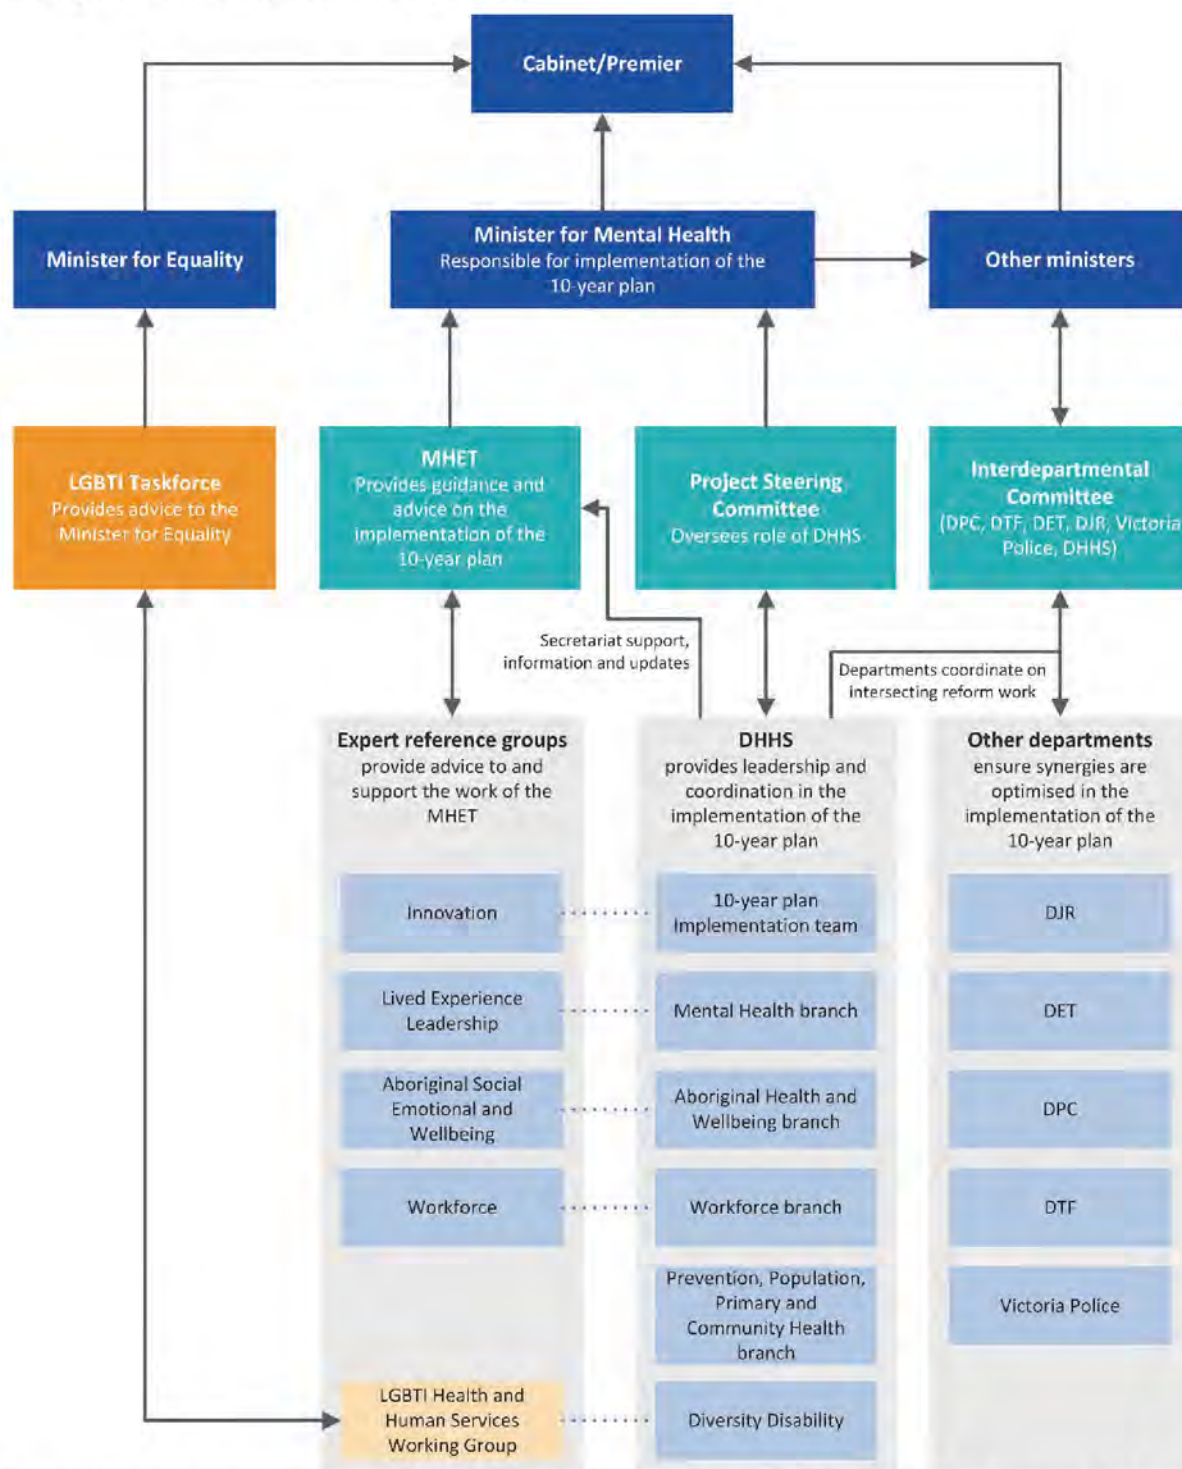 Cabinet/Premier
Minister for Equality
Minister for Mental Health
Responsible for implementation of the
10-year plan
Other ministers
LGBTI Taskforce
Provides advice to the
Minister for Equality
MHET
Provides guidance and
advice on the
implementation of the
10-year plan
Project Steering
Committee
Oversees role of DHHS
Interdepartmental
Committee
(DPC, DTF, DET, DJR, Victoria
Police, DHHS)
Secretariat support,
information and updates
Departments coordinate on
intersecting reform work
Expert reference groups
provide advice to and
support the work of the
MHET
Innovation
Lived Experience
Leadership
Aboriginal Social
Emotional and
Wellbeing
Workforce
LGBTI Health and
Human Services
Working Group
DHHS
provides leadership and
coordination in the
implementation of the
10-year plan
10-year plan
Implementation team
Mental Health branch
Aboriginal Health and
Wellbeing branch
Workforce branch
Prevention, Population,
Primary and
Community Health
branch
Diversity Disability
Other departments
ensure synergies are
optimised in the
implementation of the
10-year plan
DJR
DET
DPC
DTF
Victoria Police